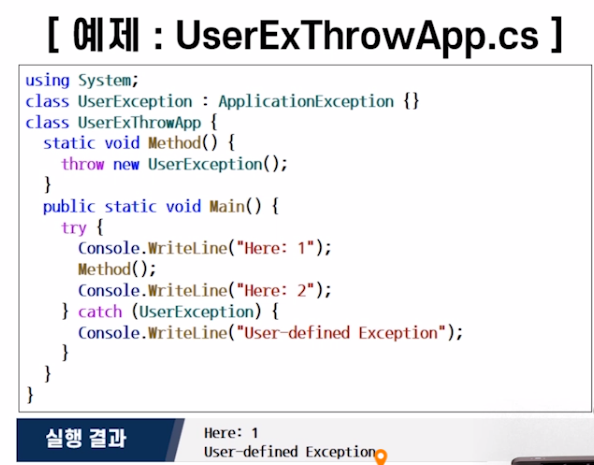 [ 예제 : UserExThrowApp.cs ]
using System;
class UserException : ApplicationException {}
class UserExThrowApp {
static void Method() {
throw new UserException();
}
public static void Main() {
try {
Console.WriteLine("Here: 1");
Method();
Console.WriteLine("Here: 2");
} catch (UserException) {
Console.WriteLine("User-defined Exception");
}
}
}
실행 결과
Here: 1
User-defined Exception